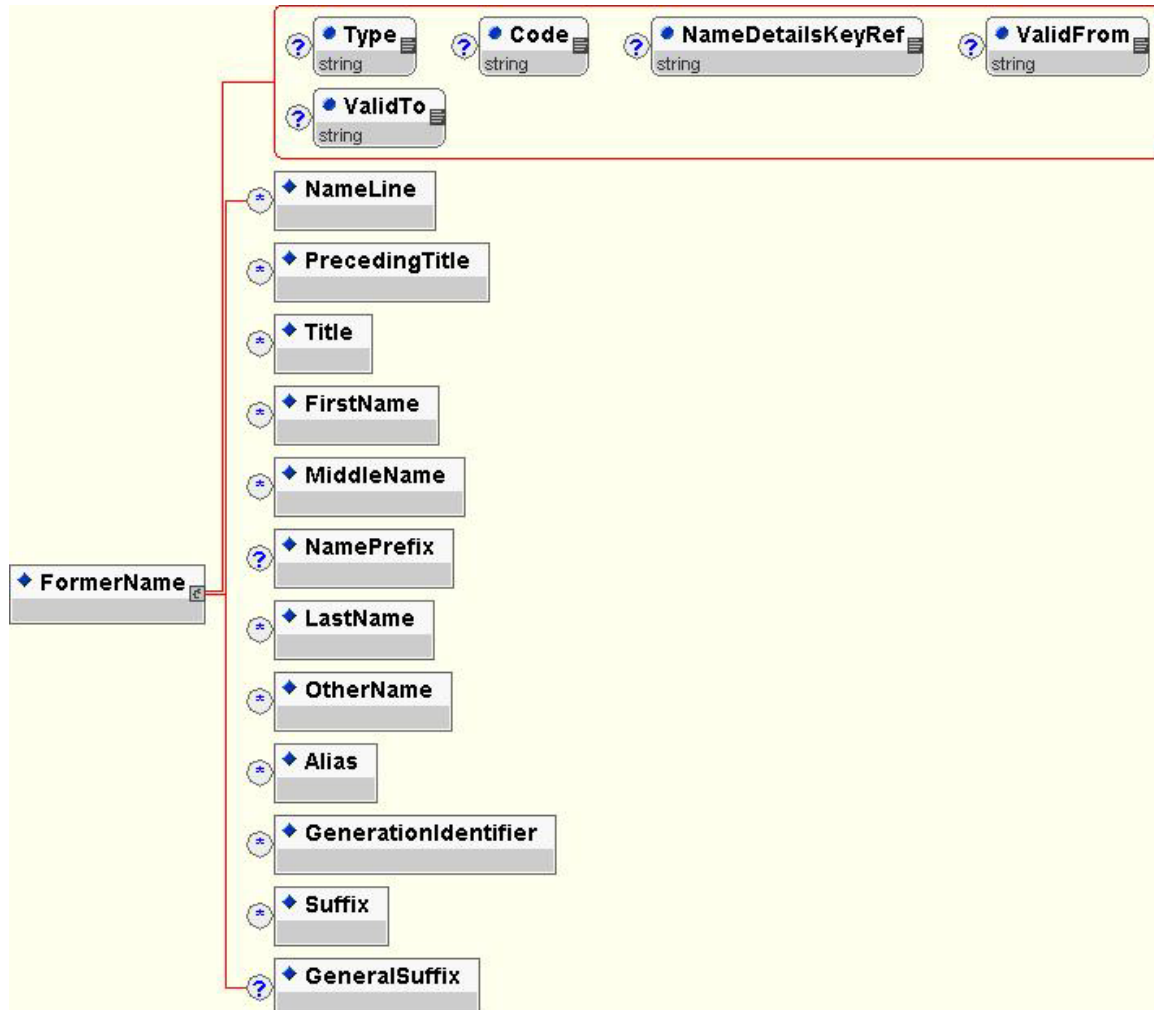 ? Type ? Code ? NameDetailsKeyRef ? ValidFrom
string string string string
? ValidTo
string
* NameLine
* PrecedingTitle
* Title
* FirstName
* MiddleName
? NamePrefix
FormerName
* LastName
* OtherName
* Alias
* GenerationIdentifier
* Suffix
? GeneralSuffix